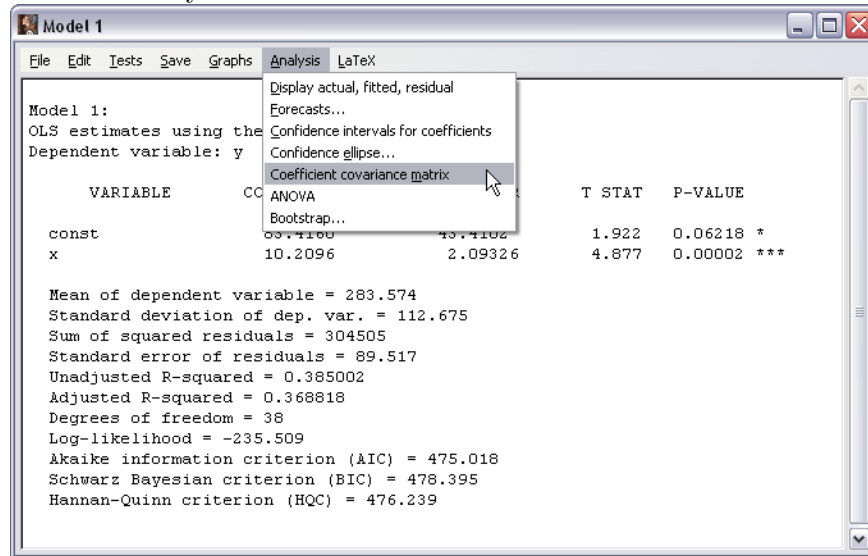 Model 1
File Edit Tests Save Graphs Analysis LaTeX
Display actual, fitted, residual
Forecasts...
Confidence intervals for coefficients
Confidence ellipse...
Coefficient covariance matrix
ANOVA
Bootstrap...
Model 1:
OLS estimates using the
Dependent variable: y
VARIABLE CO T STAT P-VALUE
const 43.4102 1.922 0.06218 *
x 10.2096 2.09326 4.877 0.00002 ***
Mean of dependent variable = 283.574
Standard deviation of dep. var. = 112.675
Sum of squared residuals = 304505
Standard error of residuals = 89.517
Unadjusted R-squared = 0.385002
Adjusted R-squared = 0.368818
Degrees of freedom = 38
Log-likelihood = -235.509
Akaike information criterion (AIC) = 475.018
Schwarz Bayesian criterion (BIC) = 478.395
Hannan-Quinn criterion (HQC) = 476.239